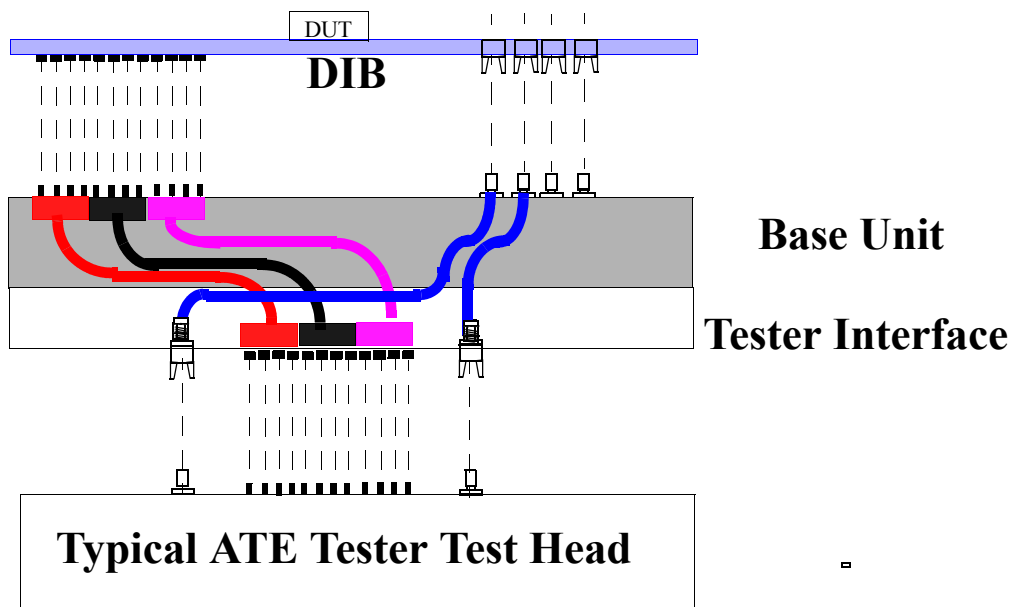 DUT
DIB
Base Unit
Tester Interface
Typical ATE Tester Test Head